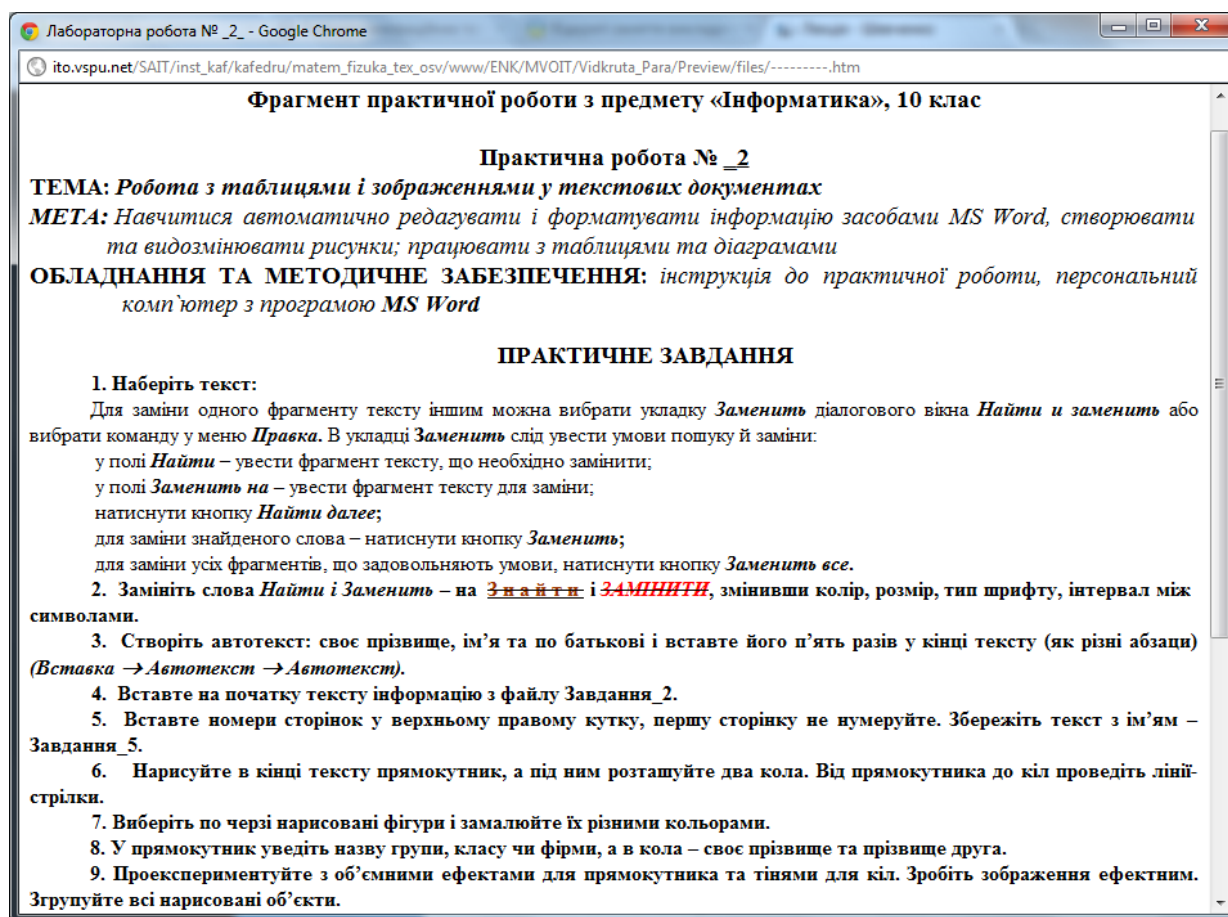 Лабораторна робота № _2_ - Google Chrome
ito.vspu.net/SAIT/inst_kaf/kafedru/matem_fizuka_tex_osv/www/ENK/MVOIT/Vidkruta_Para/Preview/files/---------.htm
Фрагмент практичної роботи з предмету «Інформатика», 10 клас
Практична робота № _2
ТЕМА: Робота з таблицями і зображеннями у текстових документах
МЕТА: Навчитися автоматично редагувати і форматувати інформацію засобами MS Word, створювати
та видозмінювати рисунки; працювати з таблицями та діаграмами
ОБЛАДНАННЯ ТА МЕТОДИЧНЕ ЗАБЕЗПЕЧЕННЯ: інструкція до практичної роботи, персональний
комп`ютер з програмою MS Word
ПРАКТИЧНЕ ЗАВДАННЯ
1. Наберіть текст:
Для заміни одного фрагменту тексту іншим можна вибрати укладку Заменить діалогового вікна Найти и заменить або
вибрати команду у меню Правка. В укладці Заменить слід увести умови пошуку й заміни:
у полі Найти – увести фрагмент тексту, що необхідно замінити;
у полі Заменить на – увести фрагмент тексту для заміни;
натиснути кнопку Найти далее;
для заміни знайденого слова – натиснути кнопку Заменить;
для заміни усіх фрагментів, що задовольняють умови, натиснути кнопку Заменить все.
2. Замініть слова Найти і Заменить – на Знайти і ЗАМІНИТИ, змінивши колір, розмір, тип шрифту, інтервал між
символами.
3. Створіть автотекст: своє прізвище, ім’я та по батькові і вставте його п’ять разів у кінці тексту (як різні абзаци)
(Вставка → Автотекст → Автотекст).
4. Вставте на початку тексту інформацію з файлу Завдання_2.
5. Вставте номери сторінок у верхньому правому кутку, першу сторінку не нумеруйте. Збережіть текст з ім’ям –
Завдання_5.
6. Нарисуйте в кінці тексту прямокутник, а під ним розташуйте два кола. Від прямокутника до кіл проведіть лінії-
стрілки.
7. Виберіть по черзі нарисовані фігури і замалюйте їх різними кольорами.
8. У прямокутник уведіть назву групи, класу чи фірми, а в кола – своє прізвище та прізвище друга.
9. Проекспериментуйте з об’ємними ефектами для прямокутника та тінями для кіл. Зробіть зображення ефектним.
Згрупуйте всі нарисовані об’єкти.